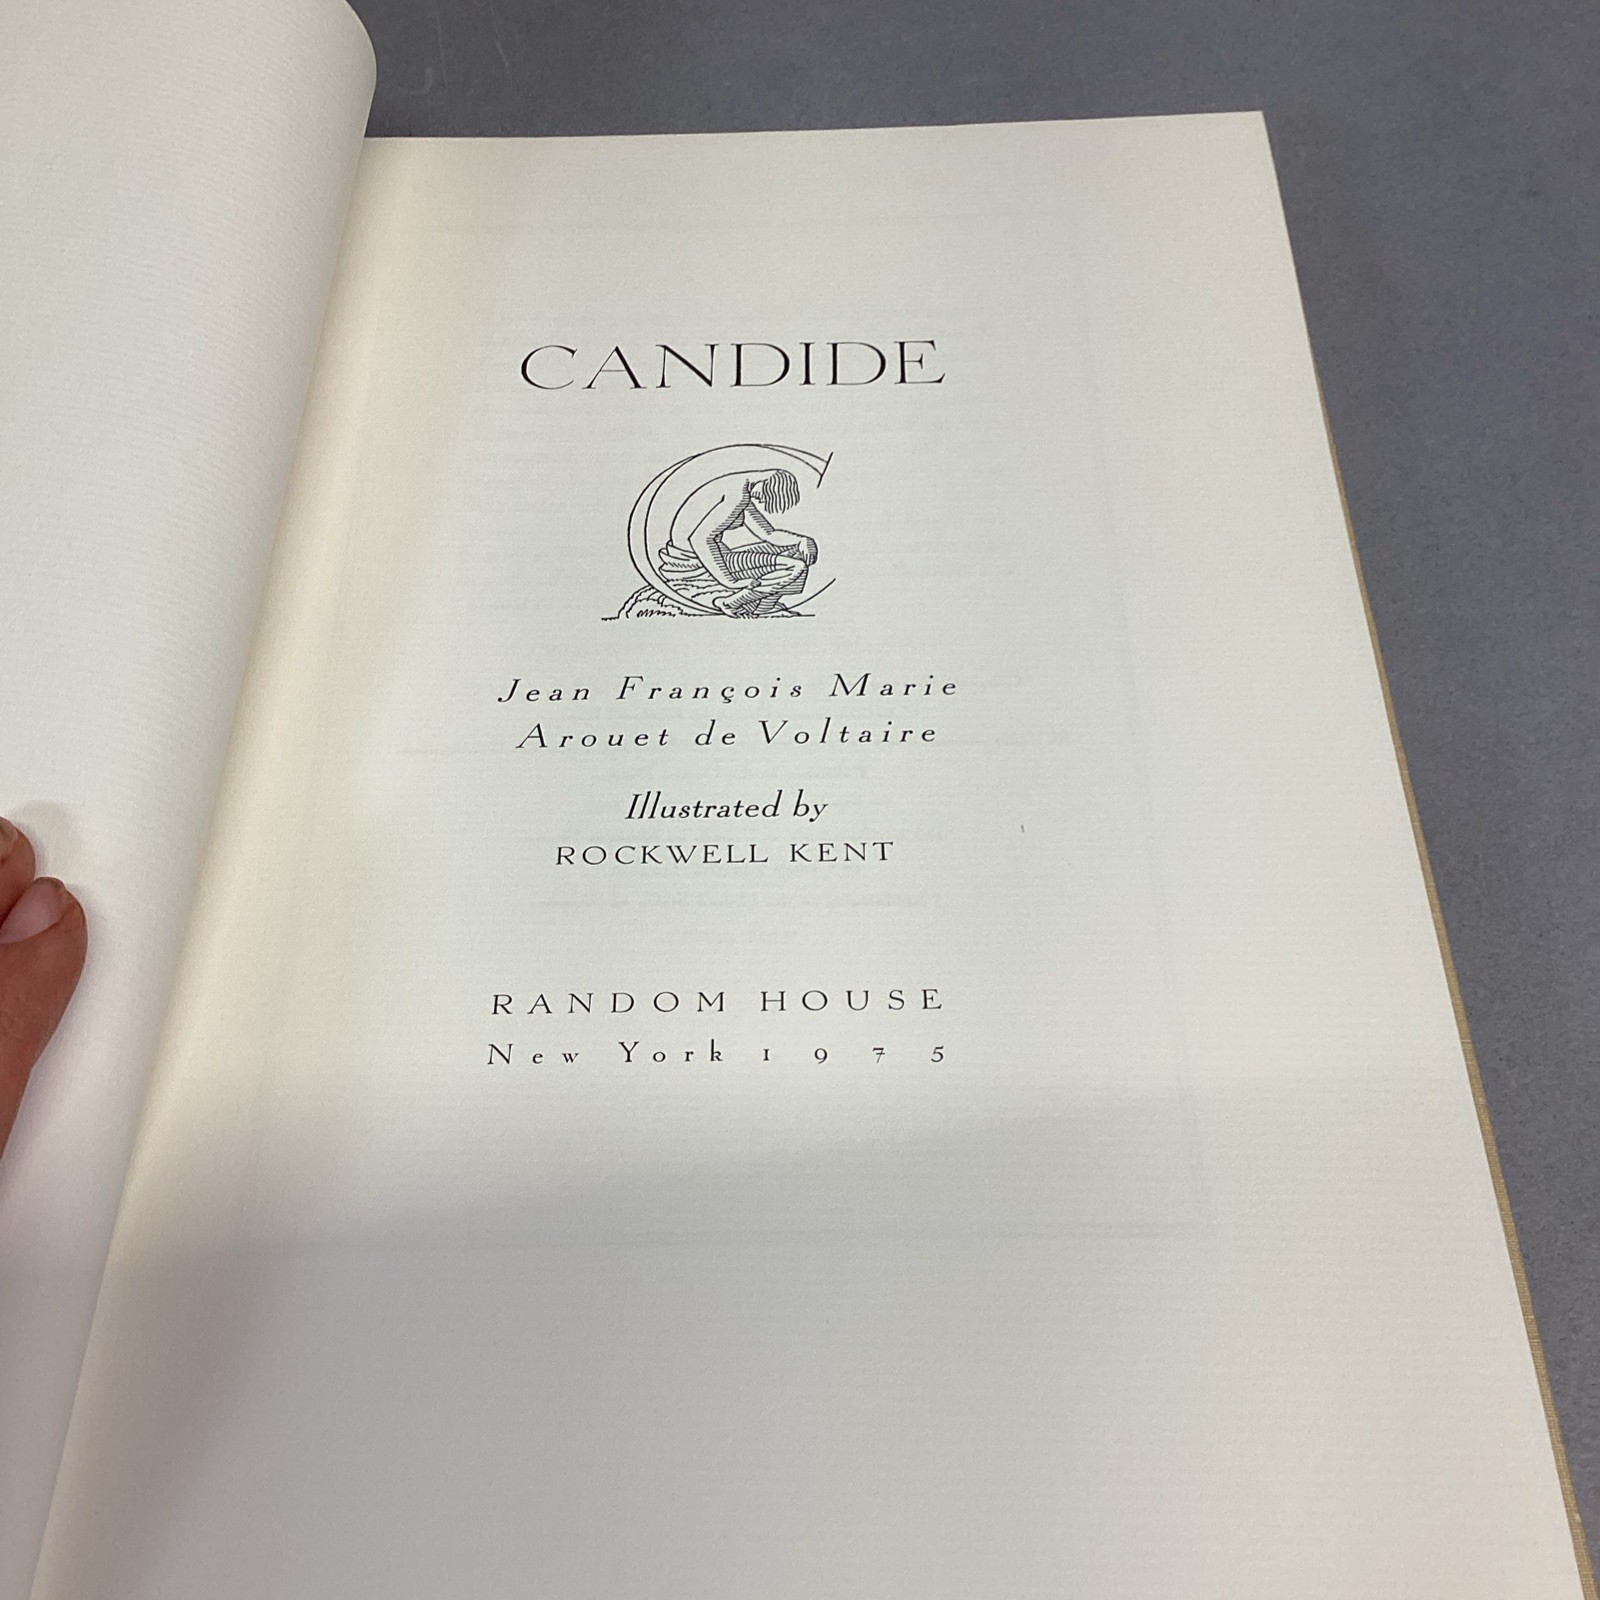 CANDIDE
C
Jean François Marie
Arouet de Voltaire
Illustrated by
ROCKWELL KENT
RANDOM HOUSE
New York 1975